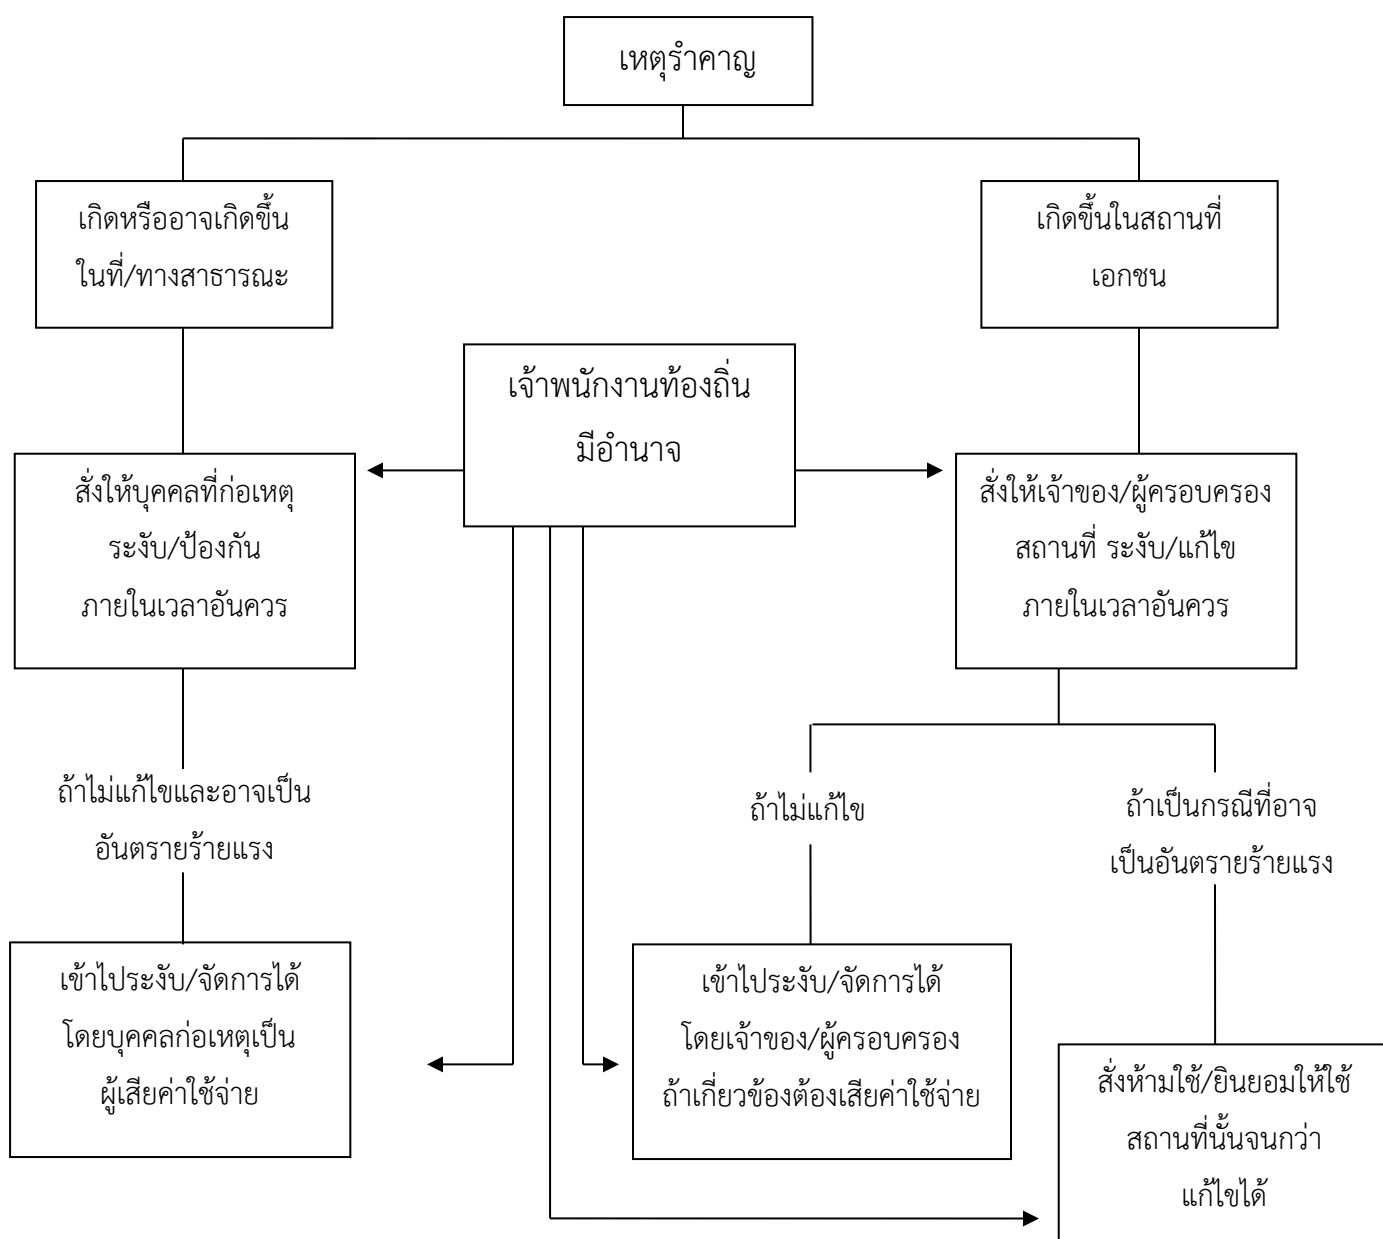 เหตุรำคาญ
เกิดหรืออาจเกิดขึ้น
ในที่/ทางสาธารณะ
เกิดขึ้นในสถานที่
เอกชน
เจ้าพนักงานท้องถิ่น
มีอำนาจ
สั่งให้บุคคลที่ก่อเหตุ
ระงับ/ป้องกัน
ภายในเวลาอันควร
สั่งให้เจ้าของ/ผู้ครอบครอง
สถานที่ ระงับ/แก้ไข
ภายในเวลาอันควร
ถ้าไม่แก้ไขและอาจเป็น
อันตรายร้ายแรง
ถ้าไม่แก้ไข
ถ้าเป็นกรณีที่อาจ
เป็นอันตรายร้ายแรง
เข้าไประงับ/จัดการได้
โดยบุคคลก่อเหตุเป็น
ผู้เสียค่าใช้จ่าย
เข้าไประงับ/จัดการได้
โดยเจ้าของ/ผู้ครอบครอง
ถ้าเกี่ยวข้องต้องเสียค่าใช้จ่าย
สั่งห้ามใช้/ยินยอมให้ใช้
สถานที่นั้นจนกว่า
แก้ไขได้